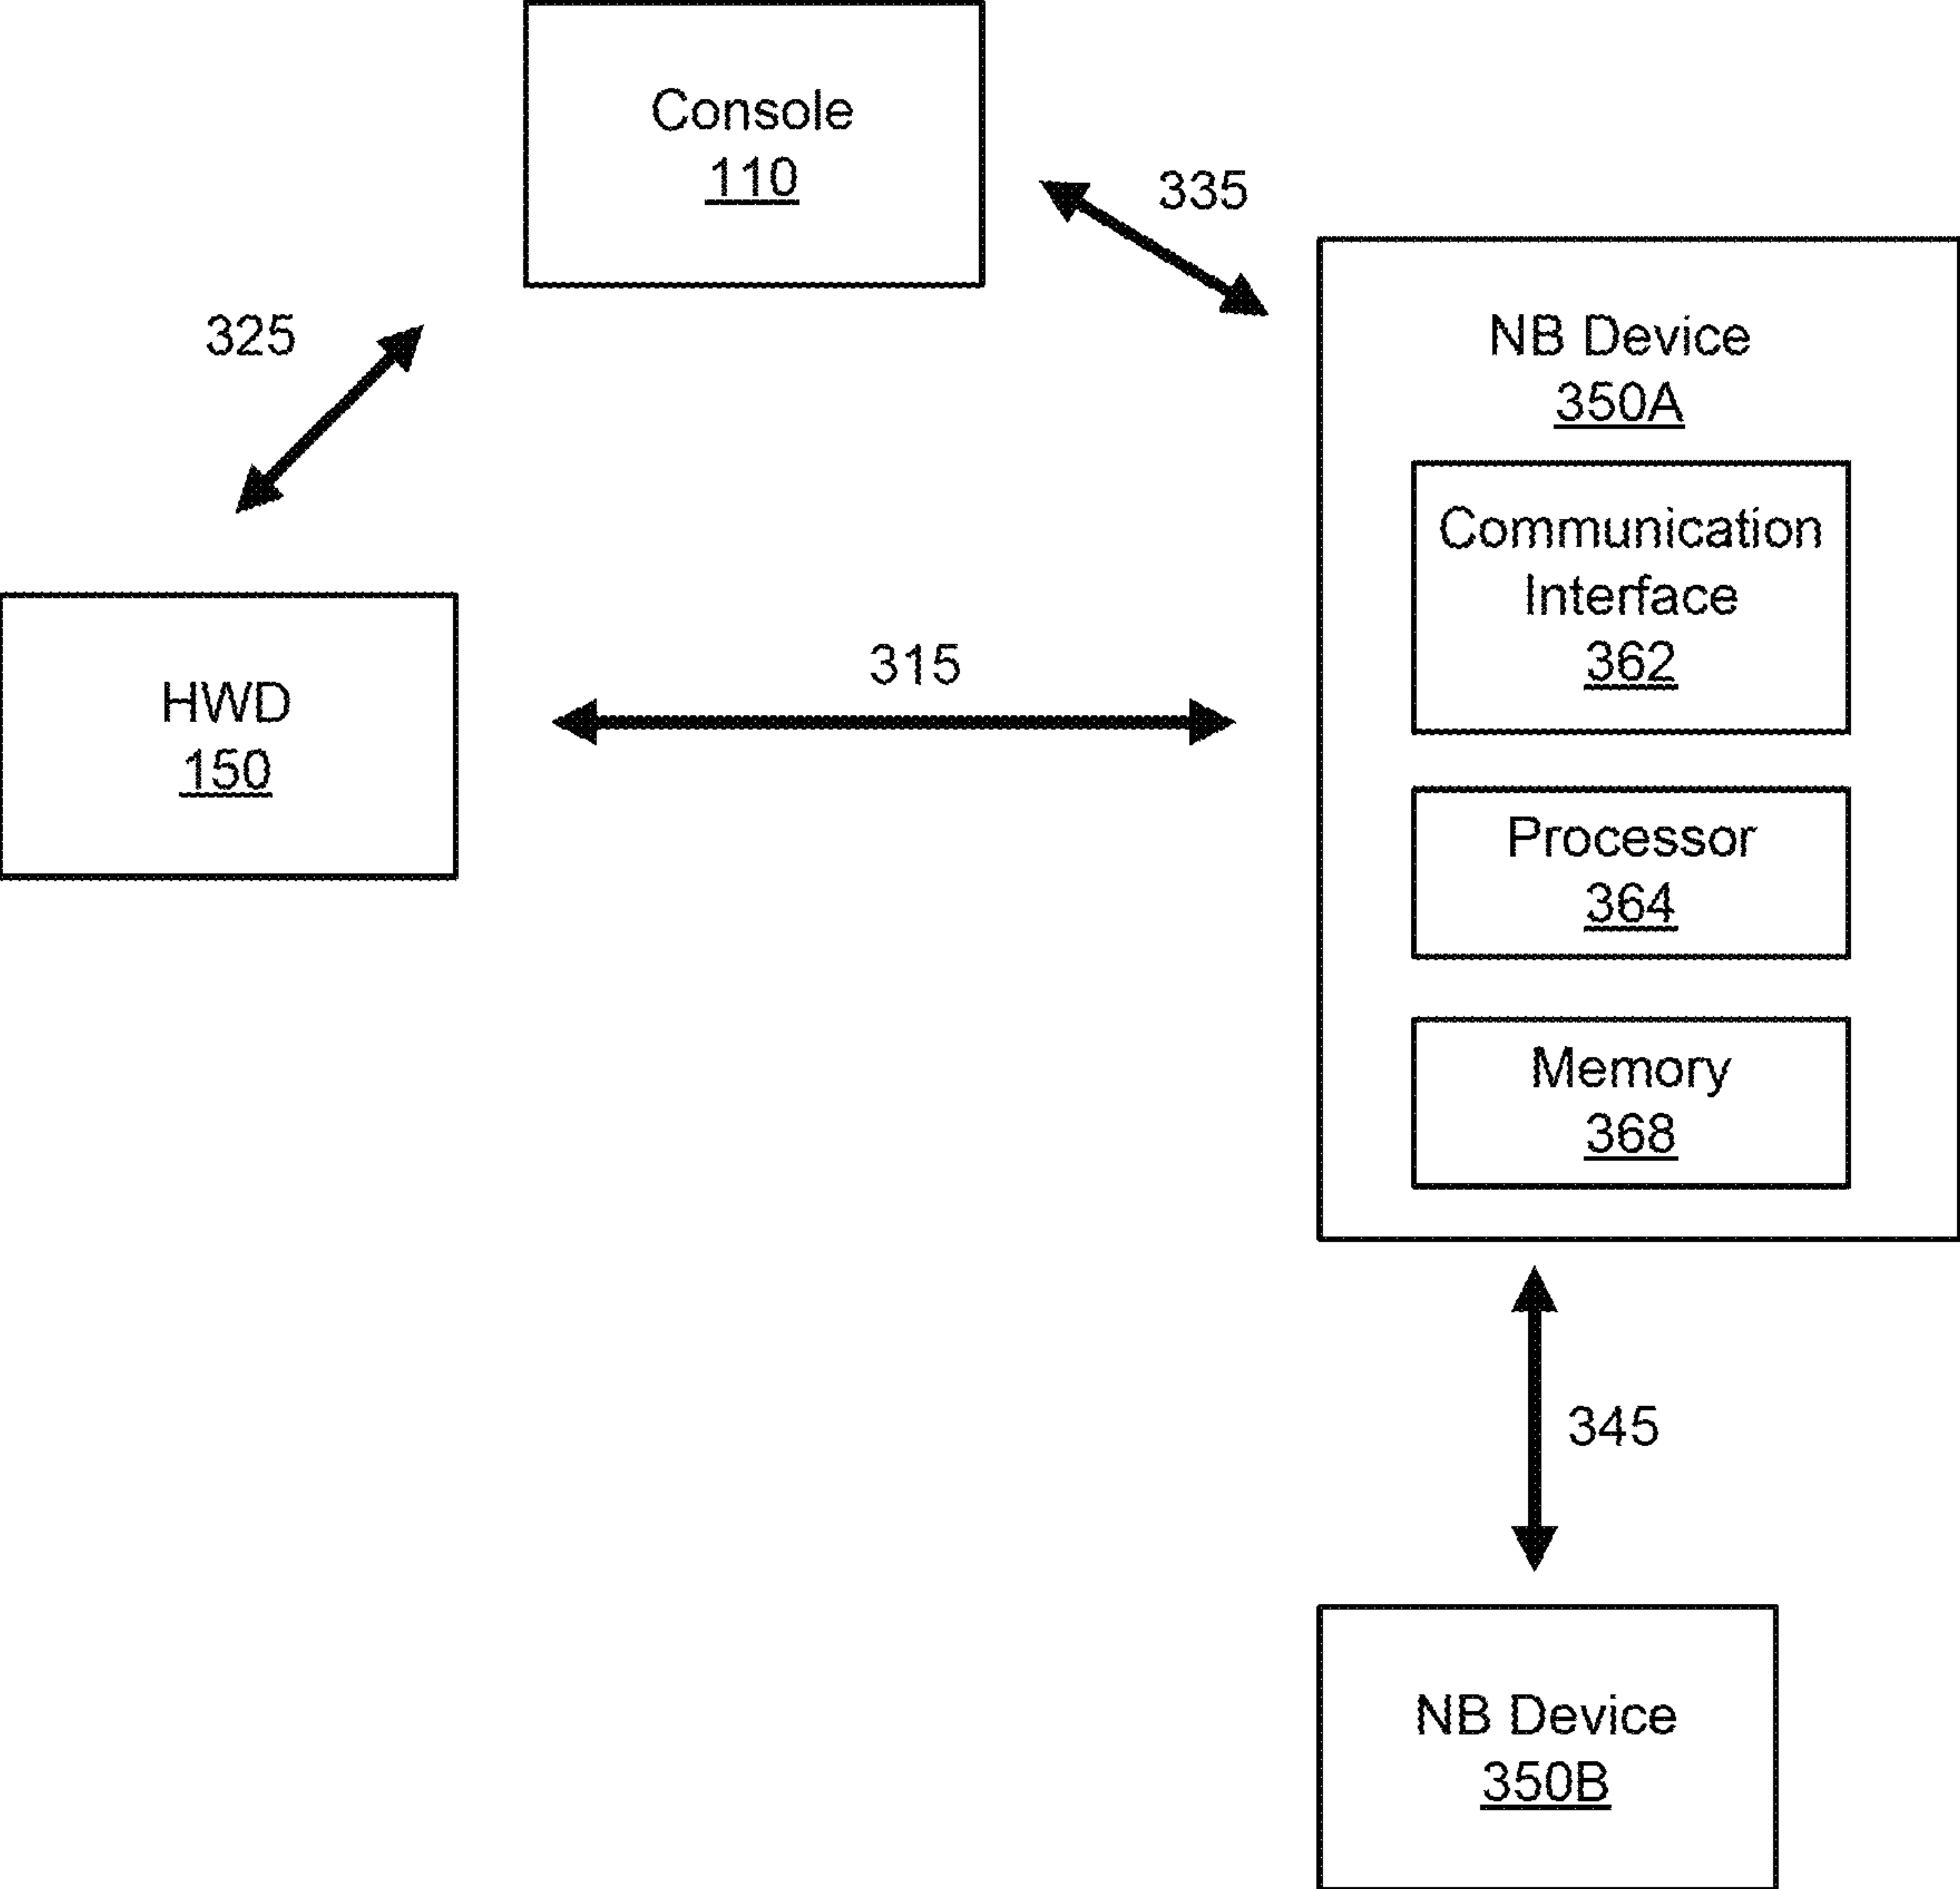 Console
110
335
325
NB Device
350A
Communication
Interface
362
315
HWD
150
Processor
364
Memory
368
345
NB Device
350B